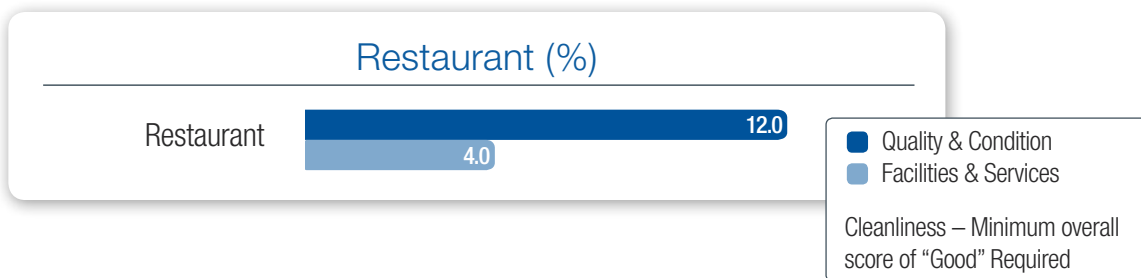 Restaurant (%)
Restaurant
12.0
4.0
Quality & Condition
Facilities & Services
Cleanliness – Minimum overall
score of “Good” Required